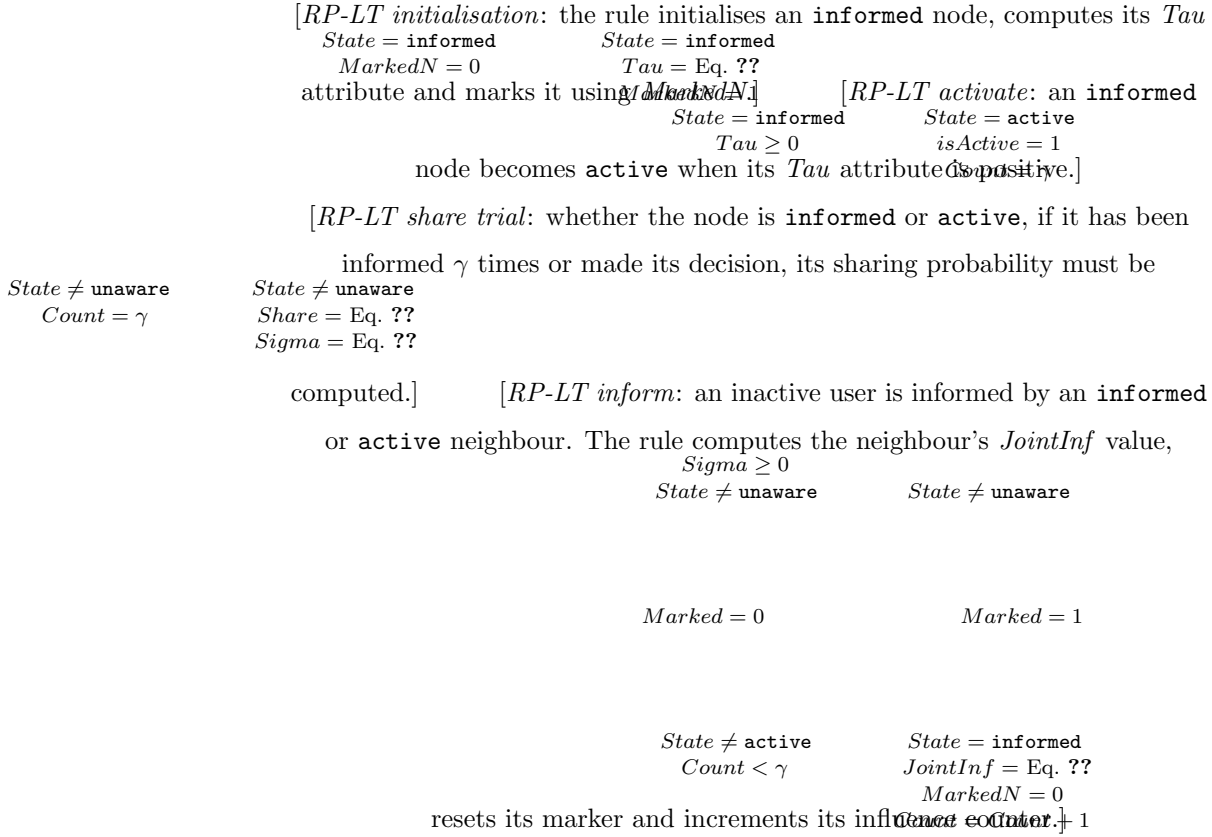 [RP-LT initialisation: the rule initialises an informed node, computes its Tau
State = informed State = informed
MarkedN = 0 Tau = Eq. ??
MarkedN = 1
attribute and marks it using MarkedN.] [RP-LT activate: an informed
State = informed State = active
Tau ≥ 0 isActive = 1
Count = γ
node becomes active when its Tau attribute is positive.]
[RP-LT share trial: whether the node is informed or active, if it has been
informed γ times or made its decision, its sharing probability must be
State ≠ unaware State ≠ unaware
Count = γ Share = Eq. ??
Sigma = Eq. ??
computed.] [RP-LT inform: an inactive user is informed by an informed
or active neighbour. The rule computes the neighbour's JointInf value,
Sigma ≥ 0
State ≠ unaware State ≠ unaware
Marked = 0 Marked = 1
State ≠ active State = informed
Count < γ JointInf = Eq. ??
MarkedN = 0
Count = Count + 1
resets its marker and increments its influence counter.]